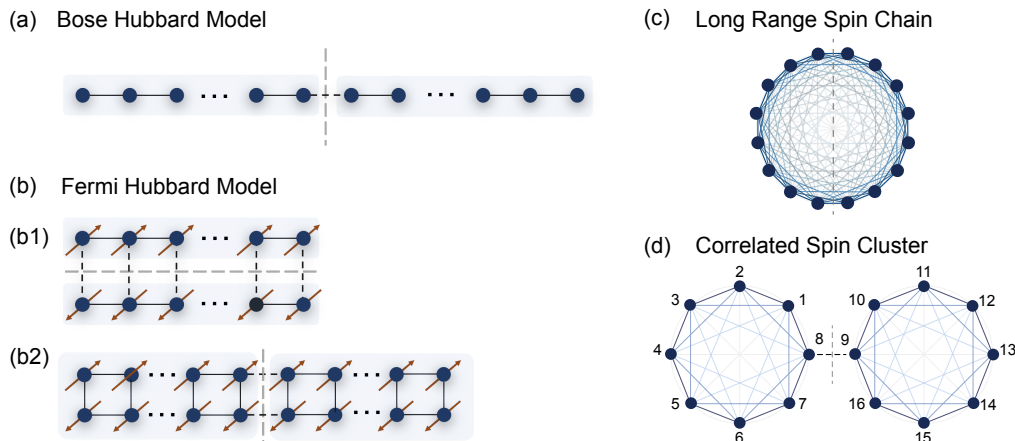 (a) Bose Hubbard Model
(b) Fermi Hubbard Model
(b1)
(b2)
(c) Long Range Spin Chain
(d) Correlated Spin Cluster
2
3
1
4
8
5
7
6
11
10
12
9
13
16
14
15